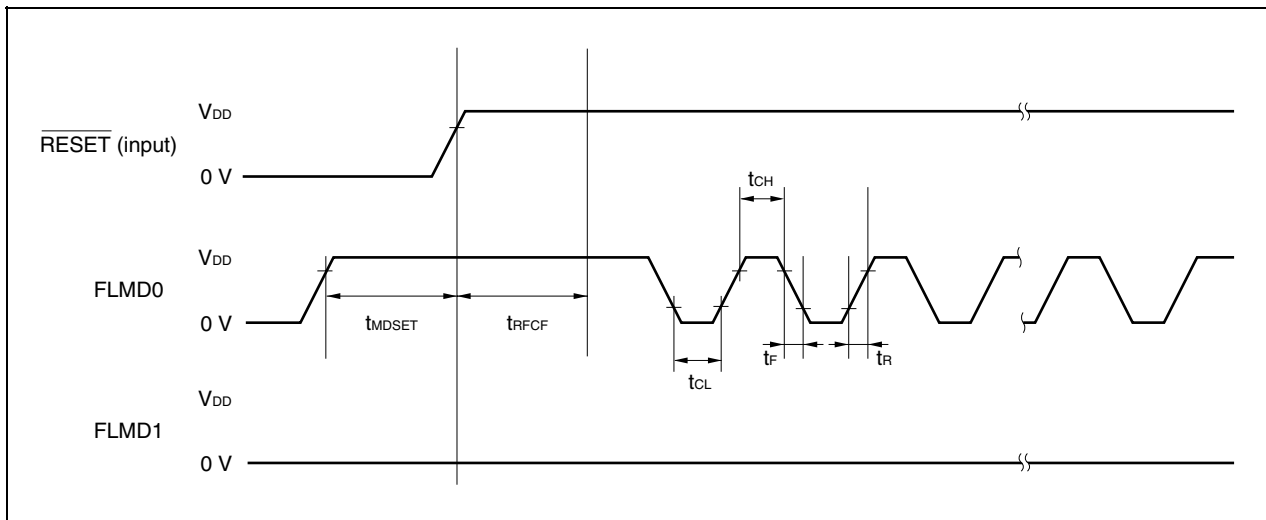 VDD
RESET (input)
0 V
tCH
VDD
FLMD0
0 V
tMDSET
tRFCF
tF
tR
tCL
VDD
FLMD1
0 V